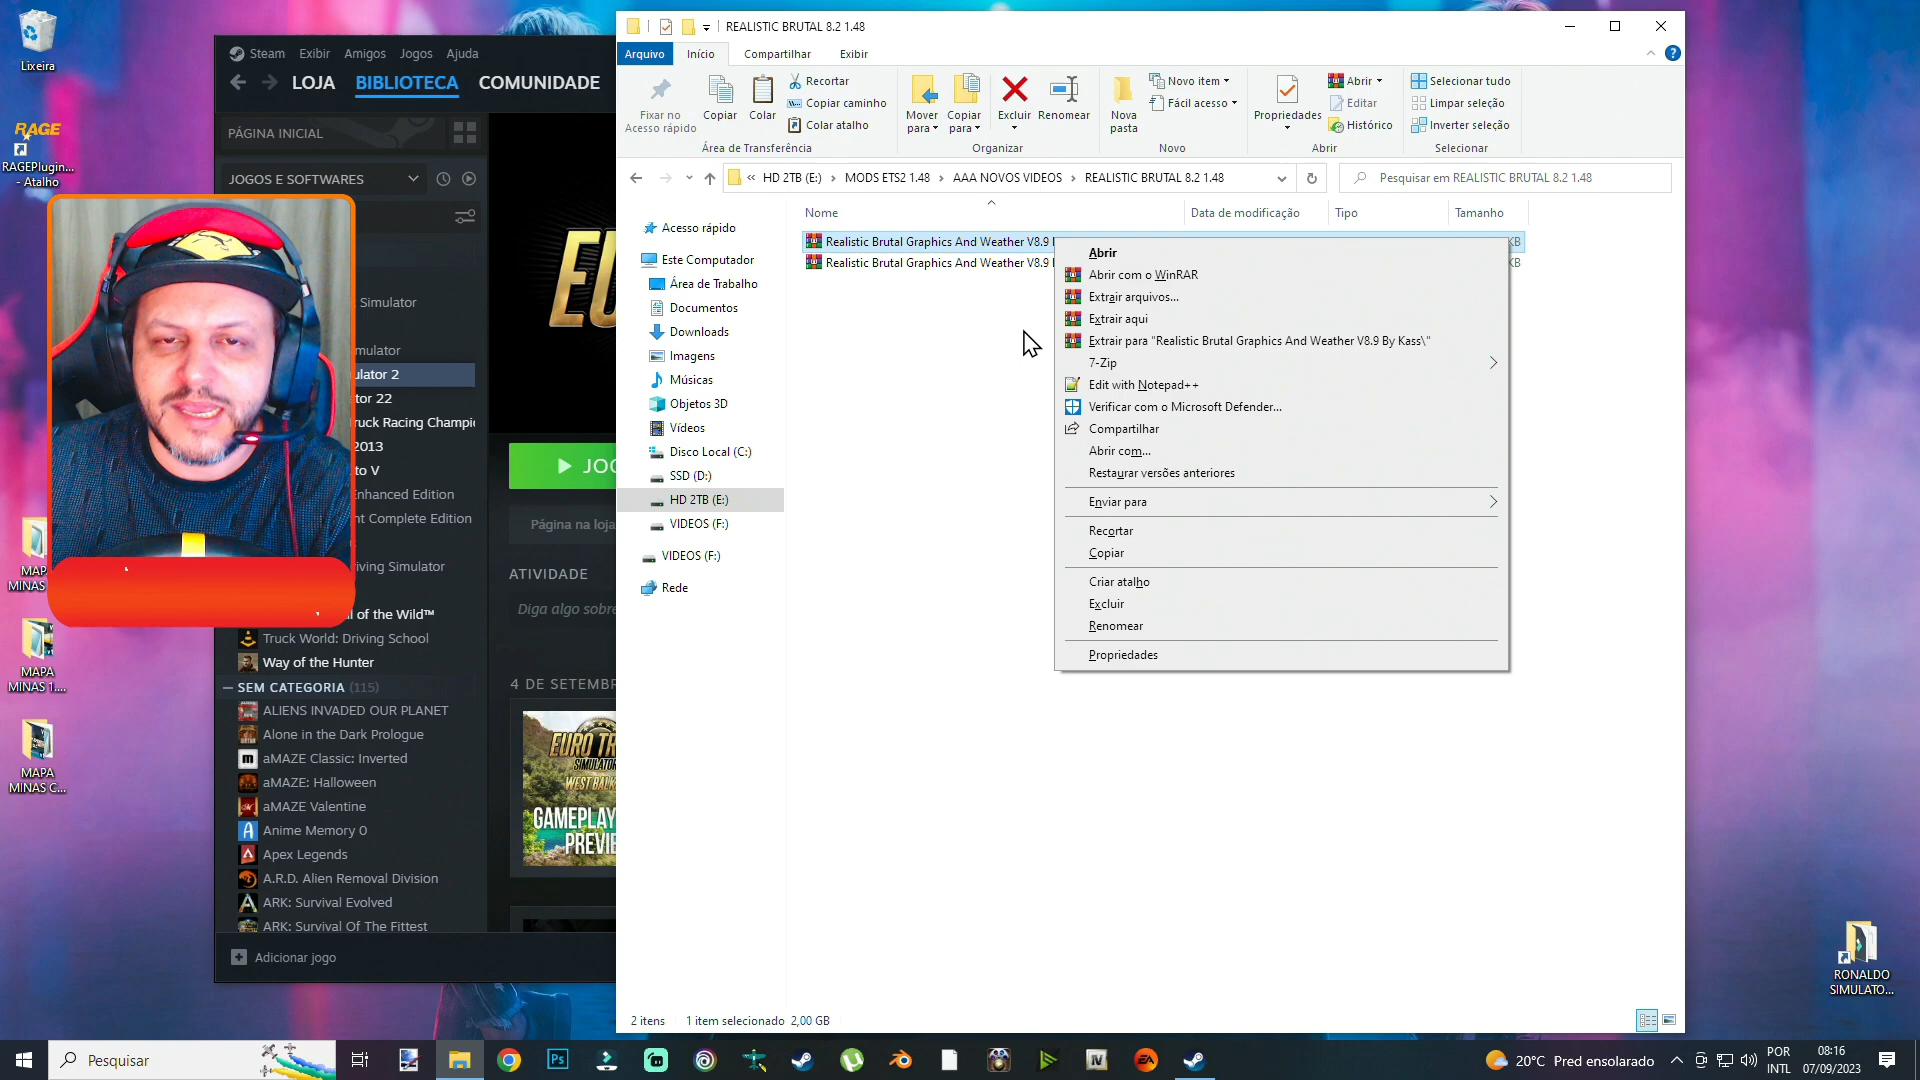 Lixeira
RAGE
RAGEPlugin...
- Atalho
MINAS
MAPA
MINAS 1....
MAPA
MINAS C...
Steam Exibir Amigos Jogos Ajuda
LOJA BIBLIOTECA COMUNIDADE
PÁGINA INICIAL
JOGOS E SOFTWARES
Simulator
mulator
ulator 2
tor 22
ruck Racing Champi
2013
to V
nhanced Edition
nt Complete Edition
iving Simulator
l of the Wild™
Truck World: Driving School
Way of the Hunter
— SEM CATEGORIA (115)
ALIENS INVADED OUR PLANET
Alone in the Dark Prologue
aMAZE Classic: Inverted
aMAZE: Halloween
aMAZE Valentine
Anime Memory 0
Apex Legends
A.R.D. Alien Removal Division
ARK: Survival Evolved
ARK: Survival Of The Fittest
Adicionar jogo
EU
JOG
Página na loja
ATIVIDADE
Diga algo sobre
4 DE SETEMBR
EURO TR
SIMULATO
WEST BALK
GAMEPLAY
PREVIE
REALISTIC BRUTAL 8.2 1.48
Arquivo Início Compartilhar Exibir
Fixar no
Acesso rápido
Copiar
Colar
Recortar
Copiar caminho
Colar atalho
Área de Transferência
Mover
para
Copiar
para
Excluir
Renomear
Organizar
Nova
pasta
Novo item
Fácil acesso
Novo
Propriedades
Abrir
Editar
Histórico
Abrir
Selecionar tudo
Limpar seleção
Inverter seleção
Selecionar
« HD 2TB (E:) › MODS ETS2 1.48 › AAA NOVOS VIDEOS › REALISTIC BRUTAL 8.2 1.48
Pesquisar em REALISTIC BRUTAL 8.2 1.48
Acesso rápido
Este Computador
Área de Trabalho
Documentos
Downloads
Imagens
Músicas
Objetos 3D
Vídeos
Disco Local (C:)
SSD (D:)
HD 2TB (E:)
VIDEOS (F:)
VIDEOS (F:)
Rede
Nome Data de modificação Tipo Tamanho
Realistic Brutal Graphics And Weather V8.9 KB
Realistic Brutal Graphics And Weather V8.9 KB
Abrir
Abrir com o WinRAR
Extrair arquivos...
Extrair aqui
Extrair para "Realistic Brutal Graphics And Weather V8.9 By Kass\"
7-Zip
Edit with Notepad++
Verificar com o Microsoft Defender...
Compartilhar
Abrir com...
Restaurar versões anteriores
Enviar para
Recortar
Copiar
Criar atalho
Excluir
Renomear
Propriedades
2 itens 1 item selecionado 2,00 GB
RONALDO
SIMULATO...
Pesquisar
Ps
IV
EA
20°C Pred ensolarado
POR
INTL
08:16
07/09/2023